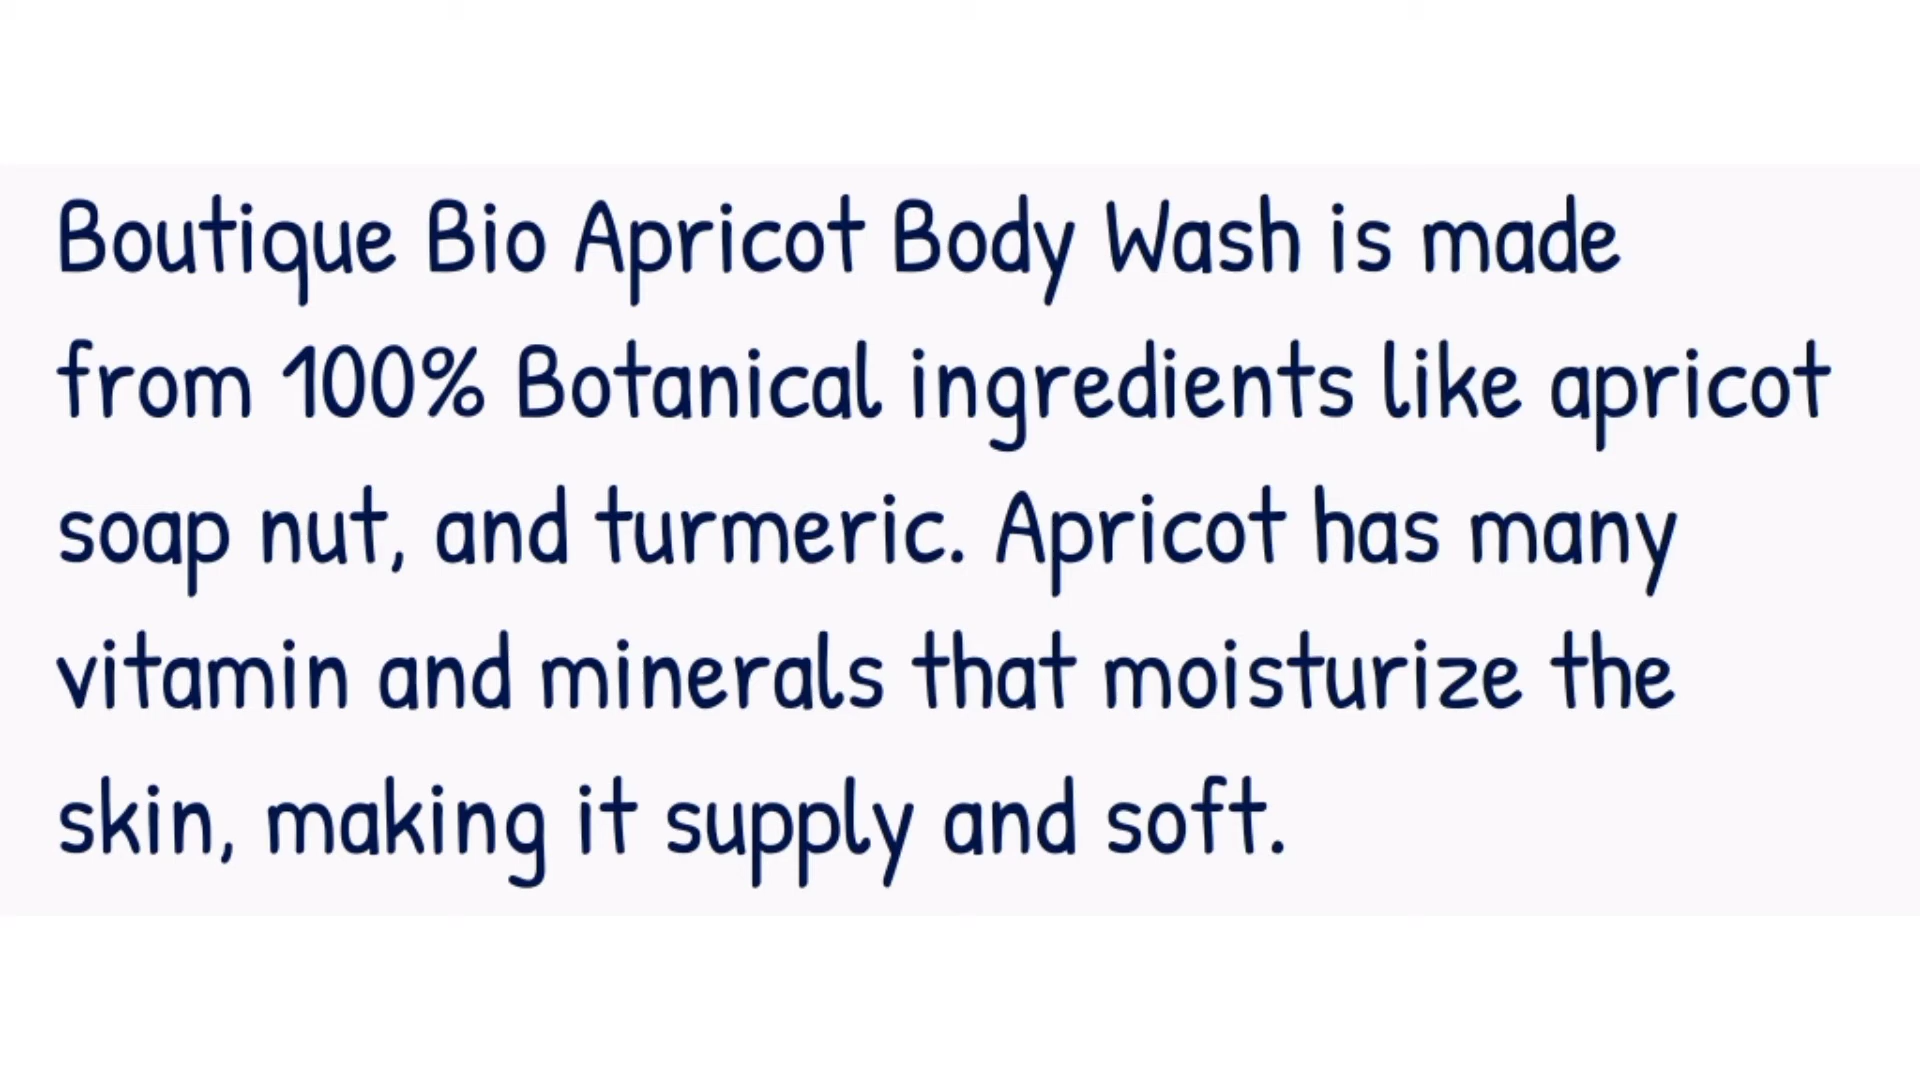 Boutique Bio Apricot Body Wash is made
from 100% Botanical ingredients like apricot
soap nut, and turmeric. Apricot has many
vitamin and minerals that moisturize the
skin, making it supply and soft.